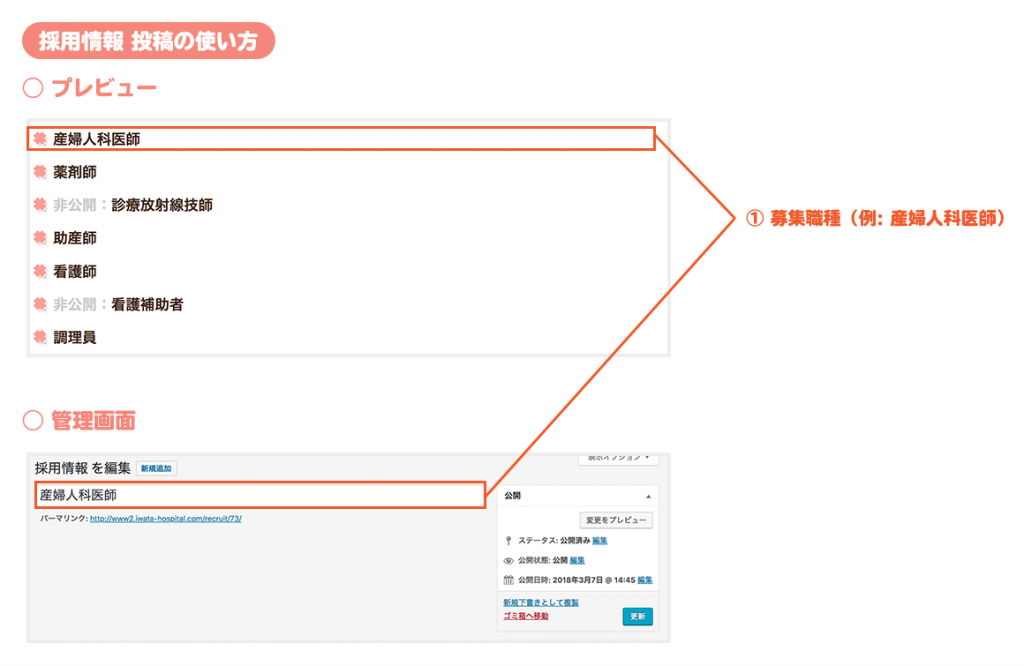 採用情報 投稿の使い方
○ プレビュー
産婦人科医師
薬剤師
非公開：診療放射線技師
助産師
看護師
非公開：看護補助者
調理員
① 募集職種（例: 産婦人科医師）
○ 管理画面
表示オプション ▼
採用情報 を編集 新規追加
産婦人科医師
パーマリンク: http://www2.iwata-hospital.com/recruit/73/
公開 ▲
変更をプレビュー
ステータス: 公開済み 編集
公開状態: 公開 編集
公開日時: 2018年3月7日 @ 14:45 編集
新規下書きとして複製
ゴミ箱へ移動
更新